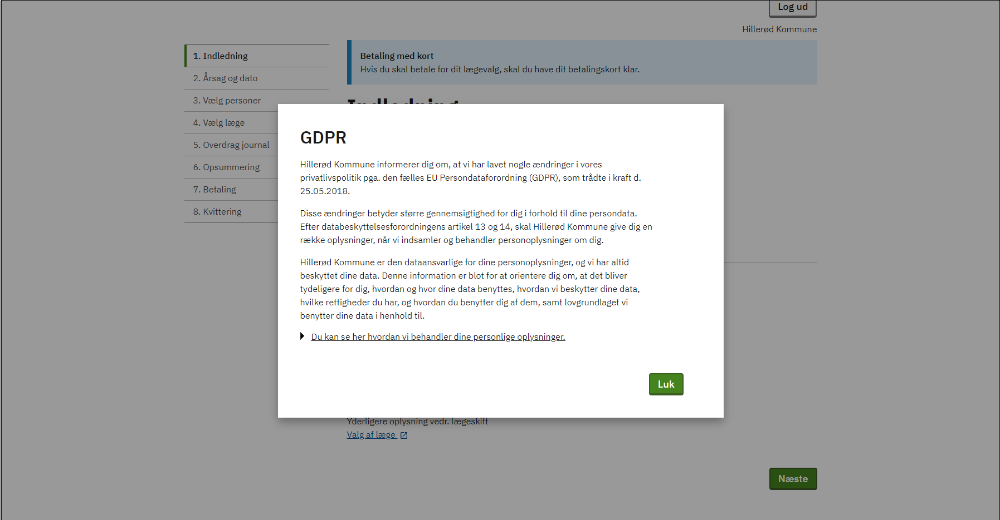 Log ud
Hillerød Kommune
1. Indledning
2. Årsag og dato
3. Vælg personer
4. Vælg læge
5. Overdrag journal
6. Opsummering
7. Betaling
8. Kvittering
Betaling med kort
Hvis du skal betale for dit lægevalg, skal du have dit betalingskort klar.
Indledning
GDPR
Hillerød Kommune informerer dig om, at vi har lavet nogle ændringer i vores
privatlivspolitik pga. den fælles EU Persondataforordning (GDPR), som trådte i kraft d.
25.05.2018.
Disse ændringer betyder større gennemsigtighed for dig i forhold til dine persondata.
Efter databeskyttelsesforordningens artikel 13 og 14, skal Hillerød Kommune give dig en
række oplysninger, når vi indsamler og behandler personoplysninger om dig.
Hillerød Kommune er den dataansvarlige for dine personoplysninger, og vi har altid
beskyttet dine data. Denne information er blot for at orientere dig om, at det bliver
tydeligere for dig, hvordan og hvor dine data benyttes, hvordan vi beskytter dine data,
hvilke rettigheder du har, og hvordan du benytter dig af dem, samt lovgrundlaget vi
benytter dine data i henhold til.
Du kan se her hvordan vi behandler dine personlige oplysninger.
Luk
Yderligere oplysning vedr. lægeskift
Valg af læge
Næste